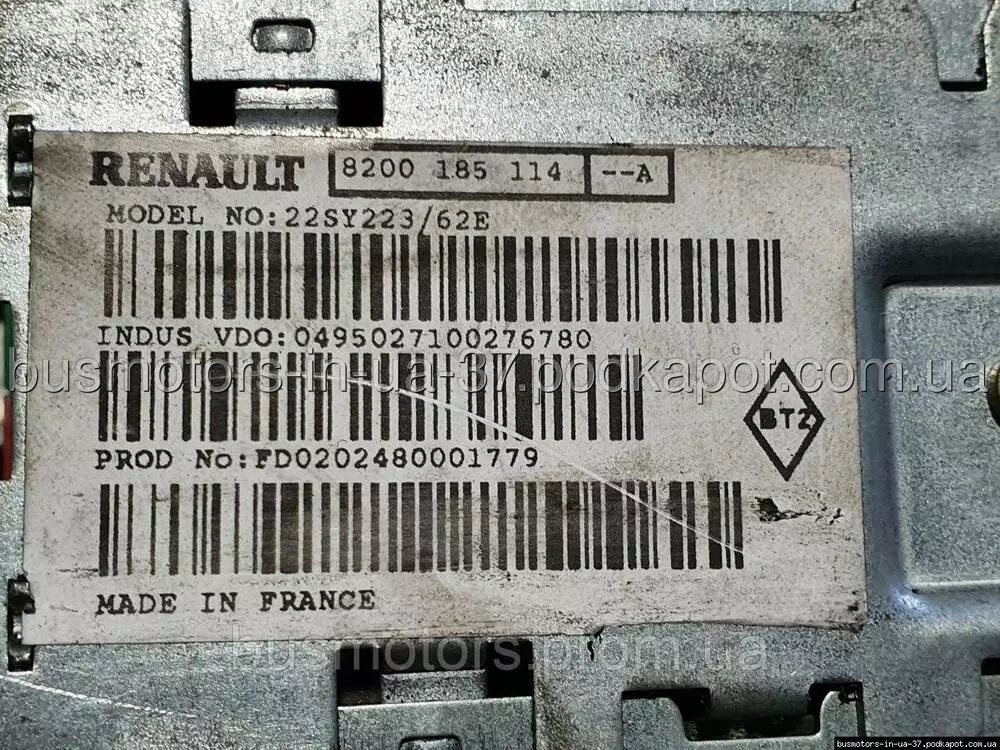 RENAULT 8200 185 114 --A
MODEL NO:22SY223/62E
INDUS VDO:0495027100276780
busmotors-in-ua-37.podkapot.com.ua
BT2
PROD No:FD0202480001779
MADE IN FRANCE
busmotors.prom.ua
busmotors-in-ua-37.podkapot.com.ua